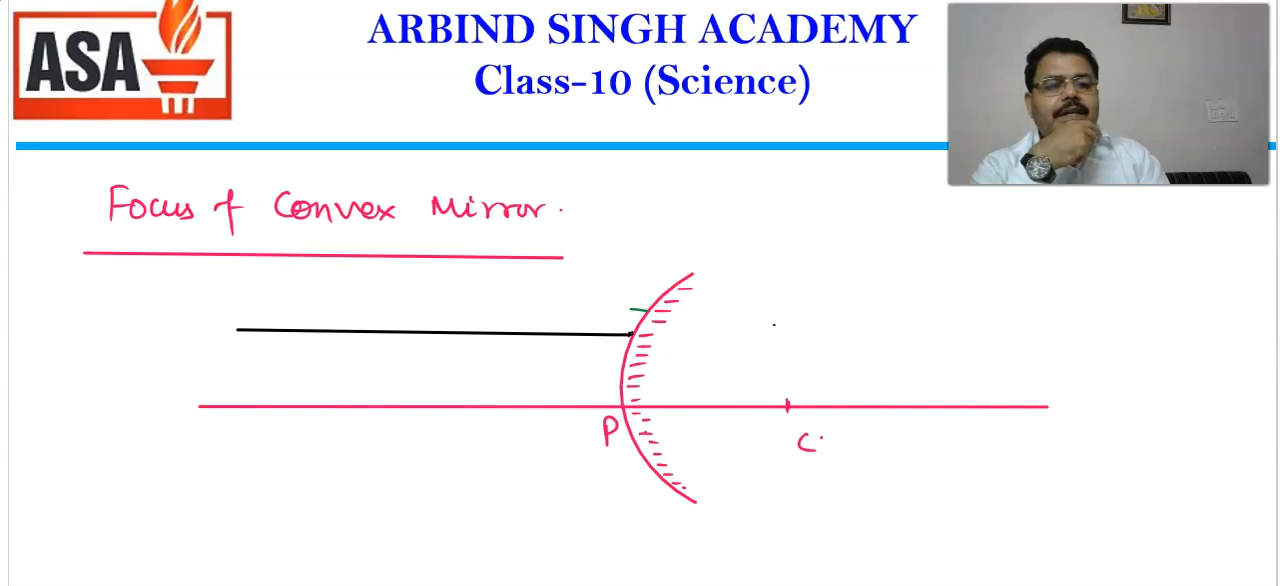 ASA
ARBIND SINGH ACADEMY
Class-10 (Science)
Focus of Convex Mirror.
P
C